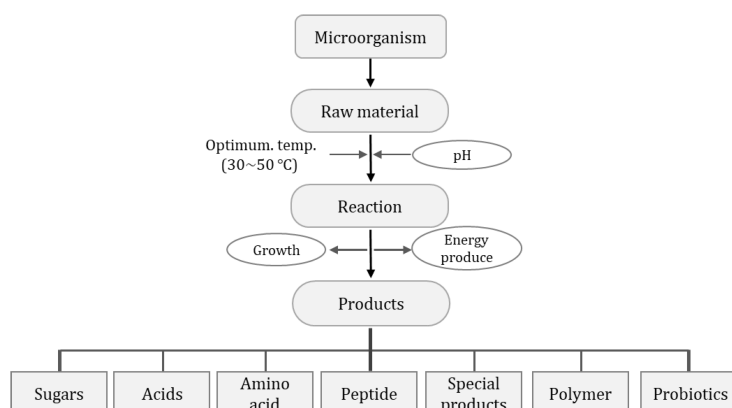 Microorganism
Raw material
Optimum. temp.
(30~50 ℃)
pH
Reaction
Growth
Energy
produce
Products
Sugars
Acids
Amino
acid
Peptide
Special
products
Polymer
Probiotics